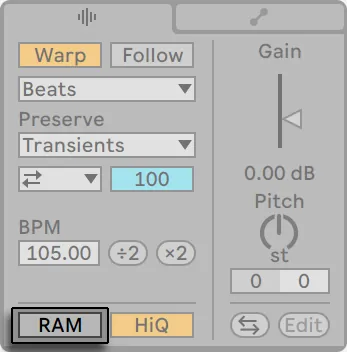 Warp Follow
Beats
Preserve
Transients
100
BPM
105.00 ÷2 ×2
RAM HiQ
Gain
0.00 dB
Pitch
st
0 0
Edit